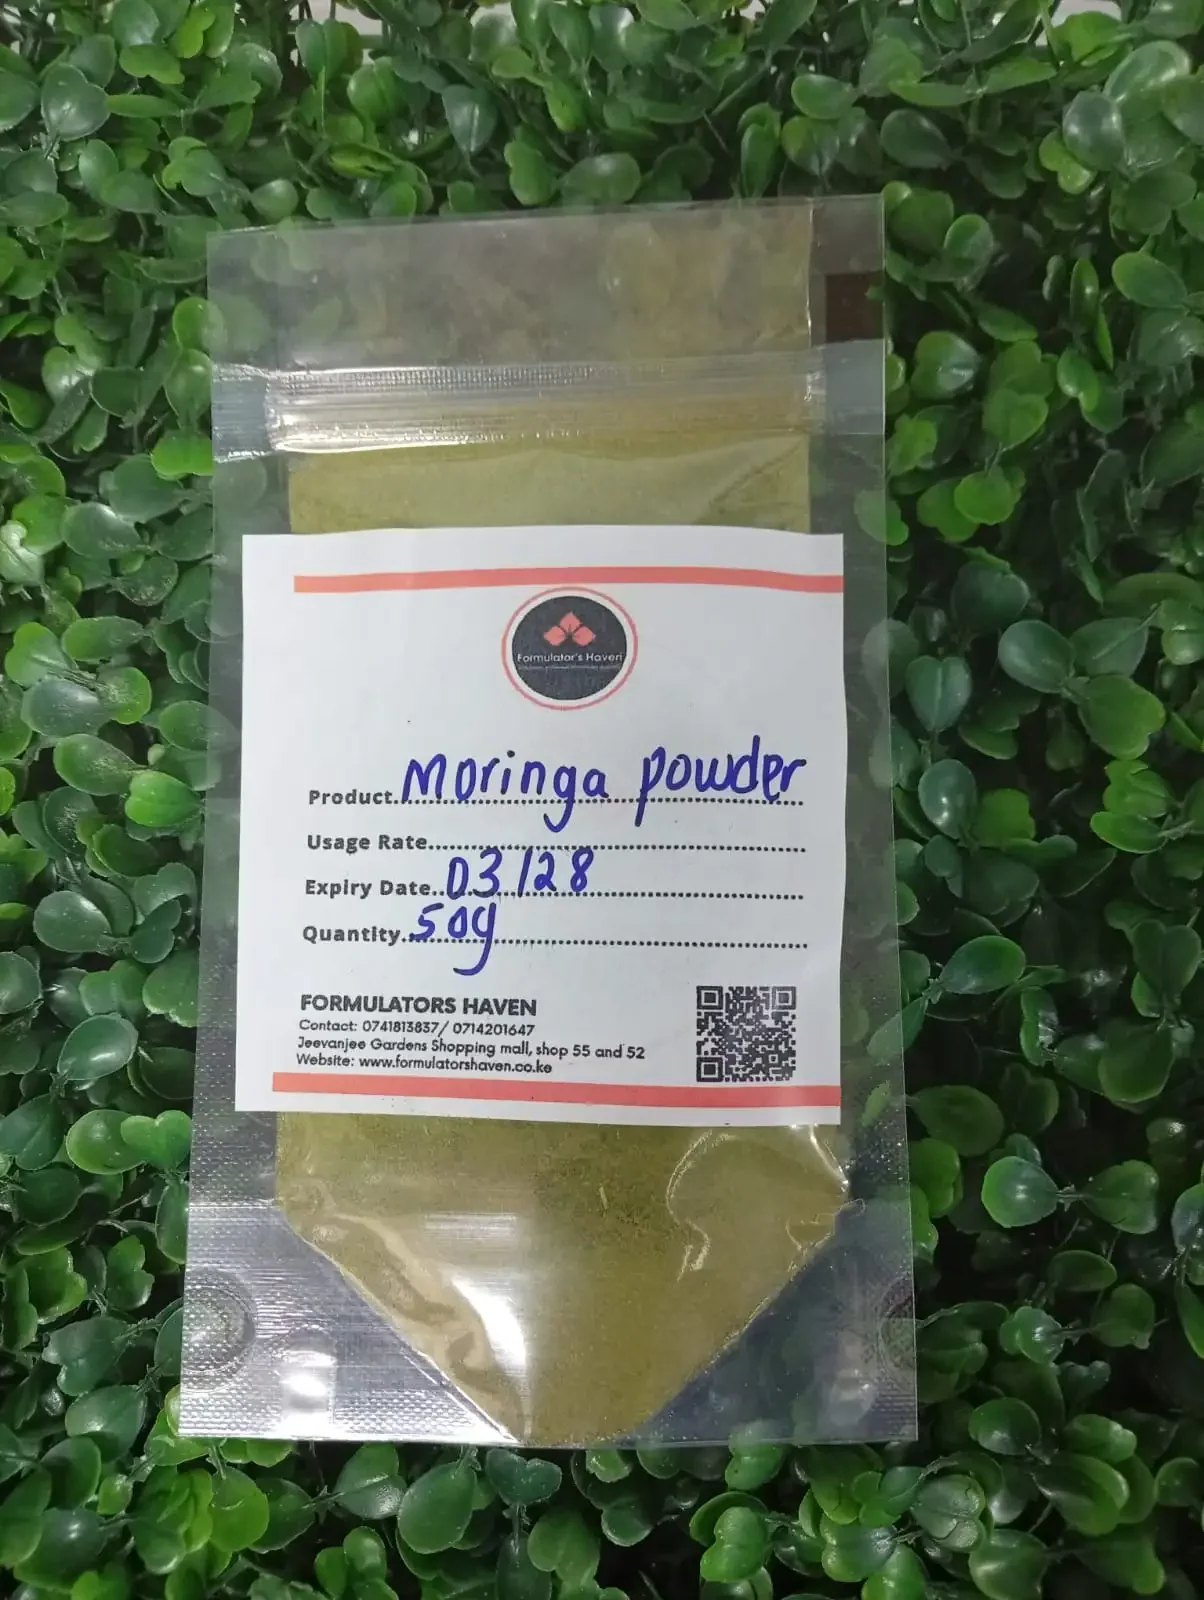 Formulator's Haven
Product..Moringa powder
Usage Rate
Expiry Date..03/28
Quantity..50g
FORMULATORS HAVEN
Contact: 0741813837/ 0714201647
Jeevanjee Gardens Shopping mall, shop 55 and 52
Website: www.formulatorshaven.co.ke